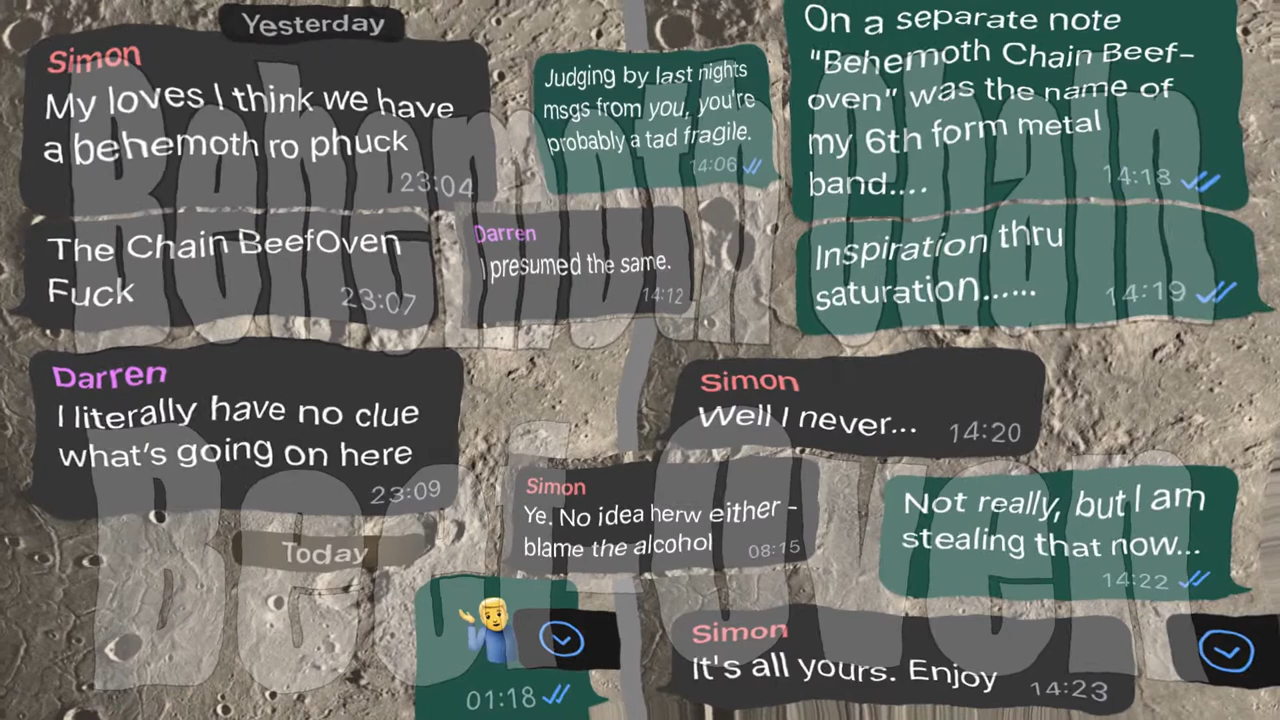 Yesterday
Simon
My loves I think we have
a behemoth ro phuck
23:04
The Chain BeefOven
Fuck
23:07
Darren
I literally have no clue
what's going on here
23:09
Today
01:18
Simon
Ye. No idea herw either -
blame the alcohol
08:15
Judging by last nights
msgs from you, you're
probably a tad fragile.
14:06
Darren
I presumed the same.
14:12
On a separate note
"Behemoth Chain Beef-
oven" was the name of
my 6th form metal
band....
14:18
Inspiration thru
saturation......
14:19
Simon
Well I never...
14:20
Not really, but I am
stealing that now...
14:22
Simon
It's all yours. Enjoy
14:23
Behemoth Chain
Beef Oven